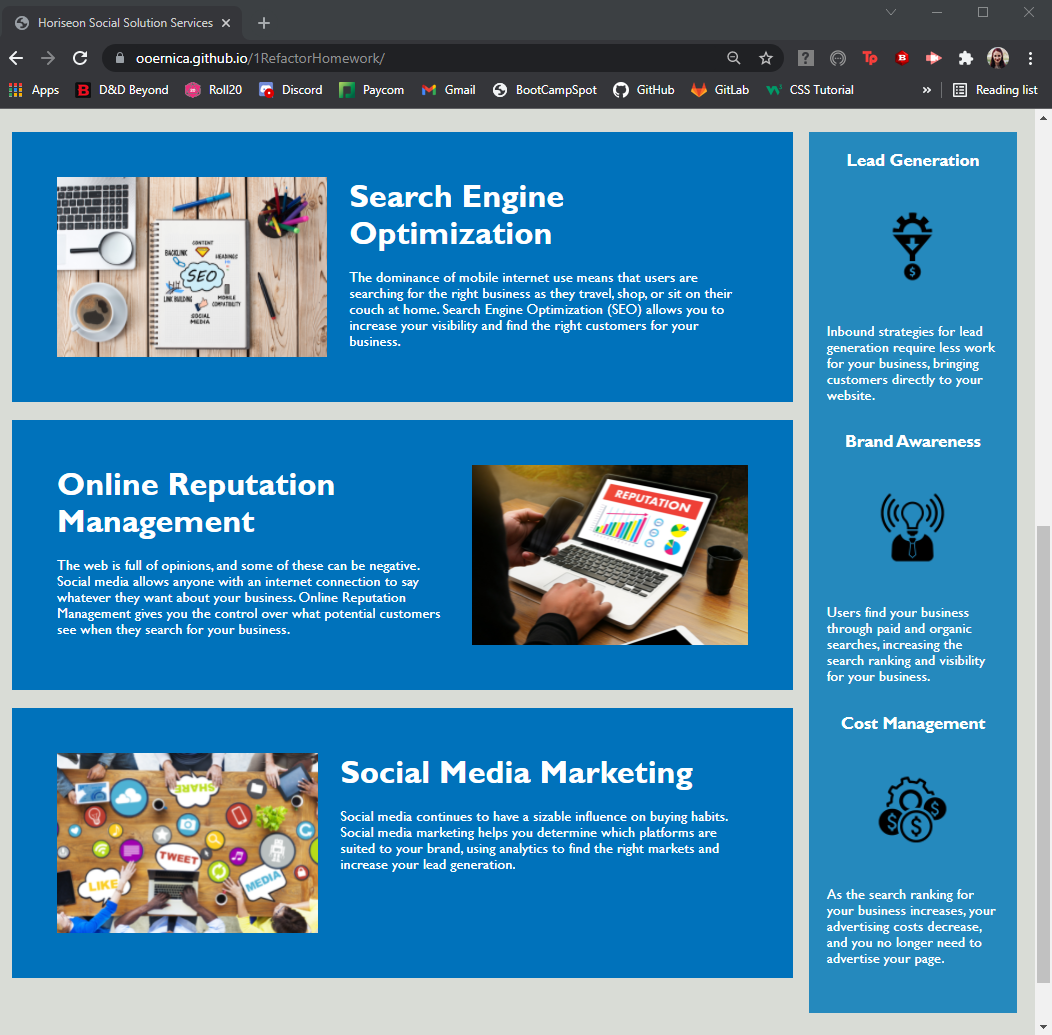 Horiseon Social Solution Services
ooernica.github.io/1RefactorHomework/
Tp
B
Apps
D&D Beyond
Roll20
Discord
Paycom
Gmail
BootCampSpot
GitHub
GitLab
CSS Tutorial
»
Reading list
CONTENT
BACKLINK
HEADINGS
SEO
LINK BUILDING
MOBILE
COMPATIBILITY
SOCIAL
MEDIA
Search Engine
Optimization
The dominance of mobile internet use means that users are
searching for the right business as they travel, shop, or sit on their
couch at home. Search Engine Optimization (SEO) allows you to
increase your visibility and find the right customers for your
business.
Online Reputation
Management
The web is full of opinions, and some of these can be negative.
Social media allows anyone with an internet connection to say
whatever they want about your business. Online Reputation
Management gives you the control over what potential customers
see when they search for your business.
REPUTATION
SHARE
TWEET
LIKE
MEDIA
Social Media Marketing
Social media continues to have a sizable influence on buying habits.
Social media marketing helps you determine which platforms are
suited to your brand, using analytics to find the right markets and
increase your lead generation.
Lead Generation
$
Inbound strategies for lead
generation require less work
for your business, bringing
customers directly to your
website.
Brand Awareness
Users find your business
through paid and organic
searches, increasing the
search ranking and visibility
for your business.
Cost Management
$
$
$
As the search ranking for
your business increases, your
advertising costs decrease,
and you no longer need to
advertise your page.